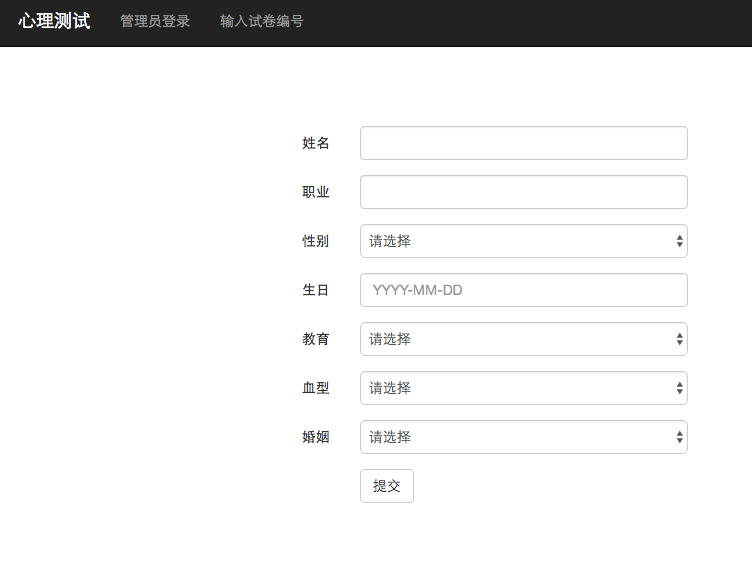 心理测试 管理员登录 输入试卷编号
姓名
职业
性别 请选择
生日 YYYY-MM-DD
教育 请选择
血型 请选择
婚姻 请选择
提交